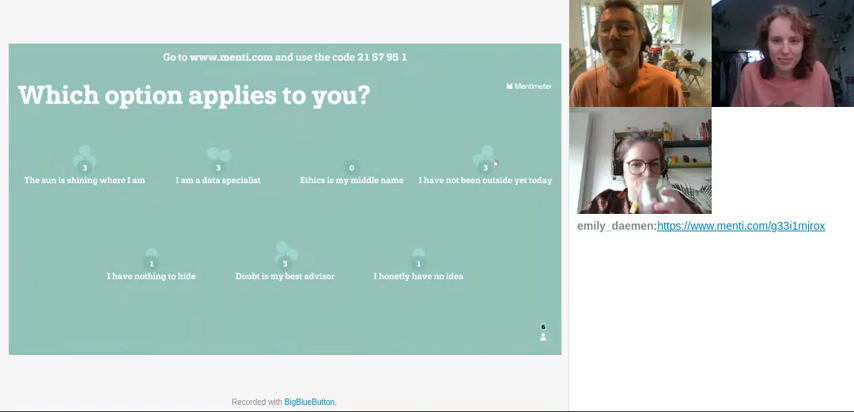 Go to www.menti.com and use the code 21 57 95 1
Which option applies to you?
Mentimeter
3
The sun is shining where I am
3
I am a data specialist
0
Ethics is my middle name
3
I have not been outside yet today
1
I have nothing to hide
3
Doubt is my best advisor
1
I honetly have no idea
6
Recorded with BigBlueButton.
emily_daemen:https://www.menti.com/g33i1mjrox